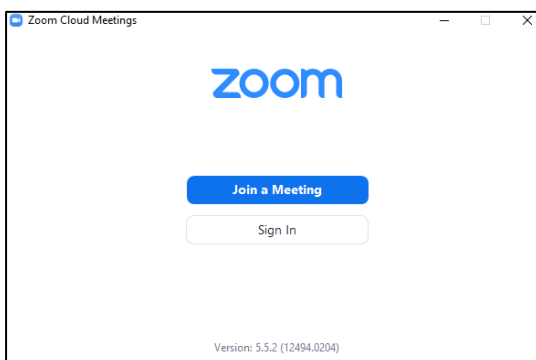 Zoom Cloud Meetings
zoom
Join a Meeting
Sign In
Version: 5.5.2 (12494.0204)